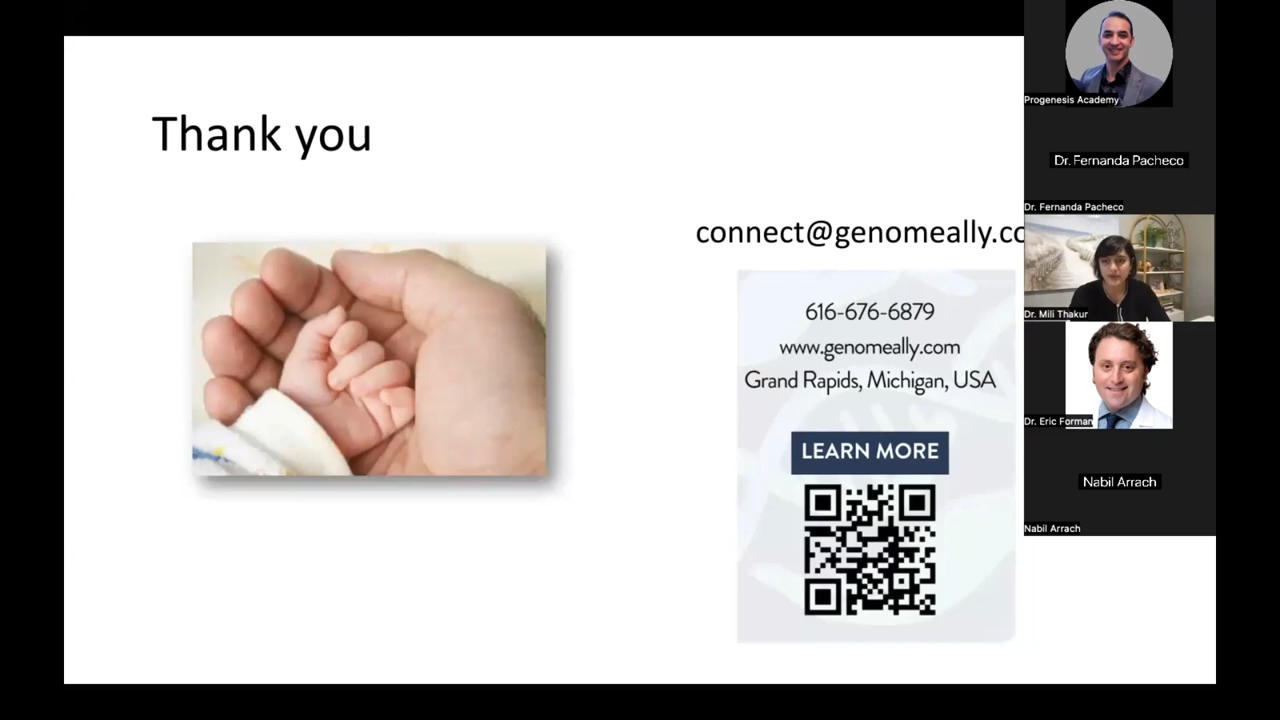 Thank you
connect@genomeally.co
616-676-6879
www.genomeally.com
Grand Rapids, Michigan, USA
LEARN MORE
Progenesis Academy
Dr. Fernanda Pacheco
Dr. Fernanda Pacheco
Dr. Mili Thakur
Dr. Eric Forman
Nabil Arrach
Nabil Arrach